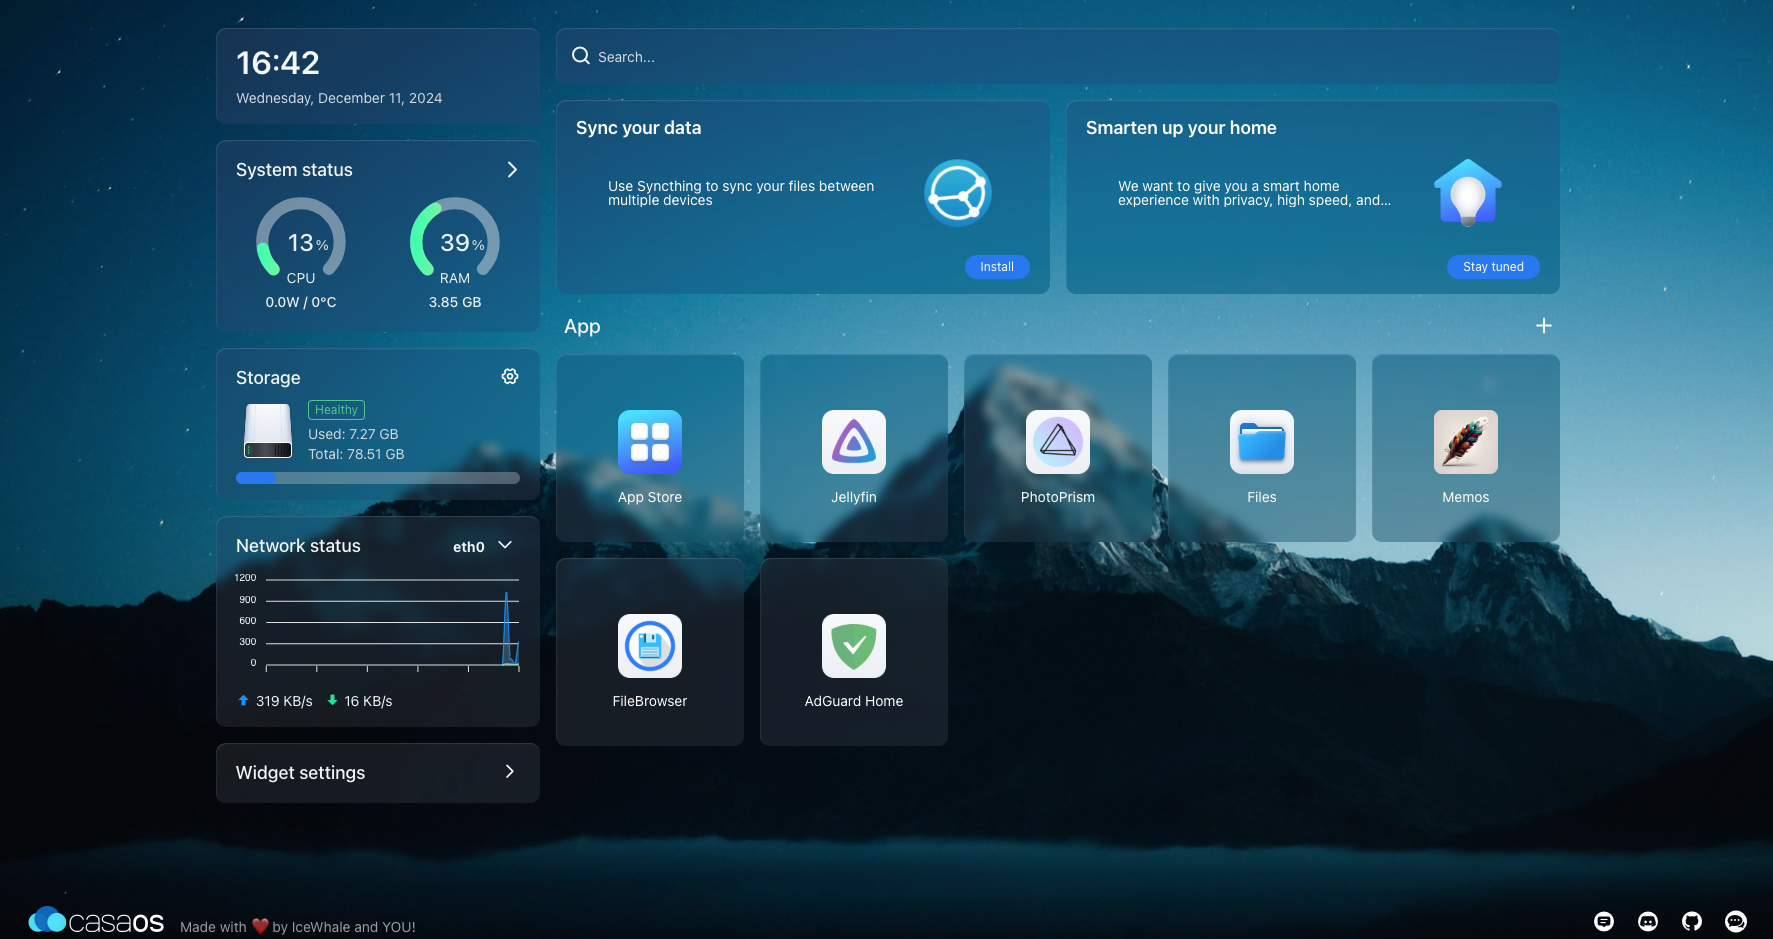 16:42
Wednesday, December 11, 2024
Search...
System status
13%
CPU
0.0W / 0°C
39%
RAM
3.85 GB
Storage
Healthy
Used: 7.27 GB
Total: 78.51 GB
Network status
eth0
1200
900
600
300
0
319 KB/s
16 KB/s
Widget settings
Sync your data
Use Syncthing to sync your files between
multiple devices
Install
Smarten up your home
We want to give you a smart home
experience with privacy, high speed, and...
Stay tuned
App
+
App Store
Jellyfin
PhotoPrism
Files
Memos
FileBrowser
AdGuard Home
casaOS
Made with ❤️ by IceWhale and YOU!